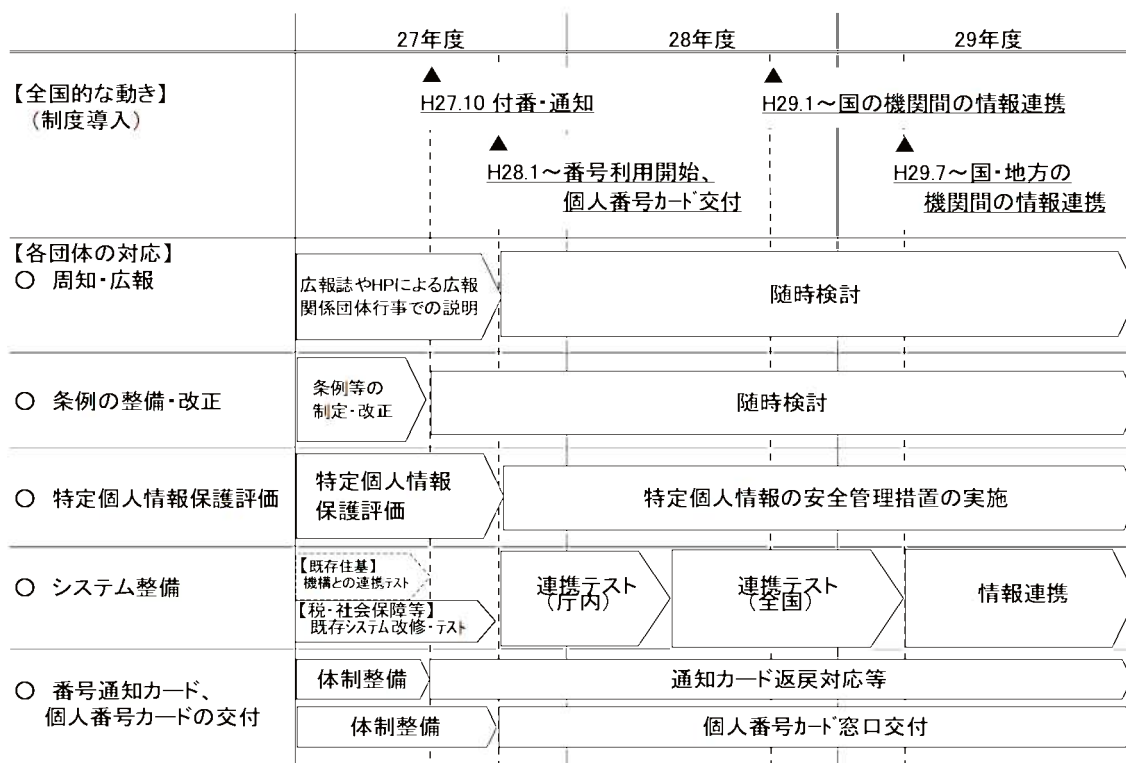 27年度 28年度 29年度
【全国的な動き】
(制度導入)
▲ ▲
H27.10 付番・通知 H29.1～国の機関間の情報連携
▲ ▲
H28.1～番号利用開始、
個人番号カード交付
H29.7～国・地方の
機関間の情報連携
【各団体の対応】
○ 周知・広報
広報誌やHPによる広報
関係団体行事での説明
随時検討
○ 条例の整備・改正
条例等の
制定・改正
随時検討
○ 特定個人情報保護評価
特定個人情報
保護評価
特定個人情報の安全管理措置の実施
○ システム整備
【既存住基】
機構との連携テスト
【税・社会保障等】
既存システム改修・テスト
連携テスト
(庁内)
連携テスト
(全国)
情報連携
○ 番号通知カード、
個人番号カードの交付
体制整備 通知カード返戻対応等
体制整備 個人番号カード窓口交付